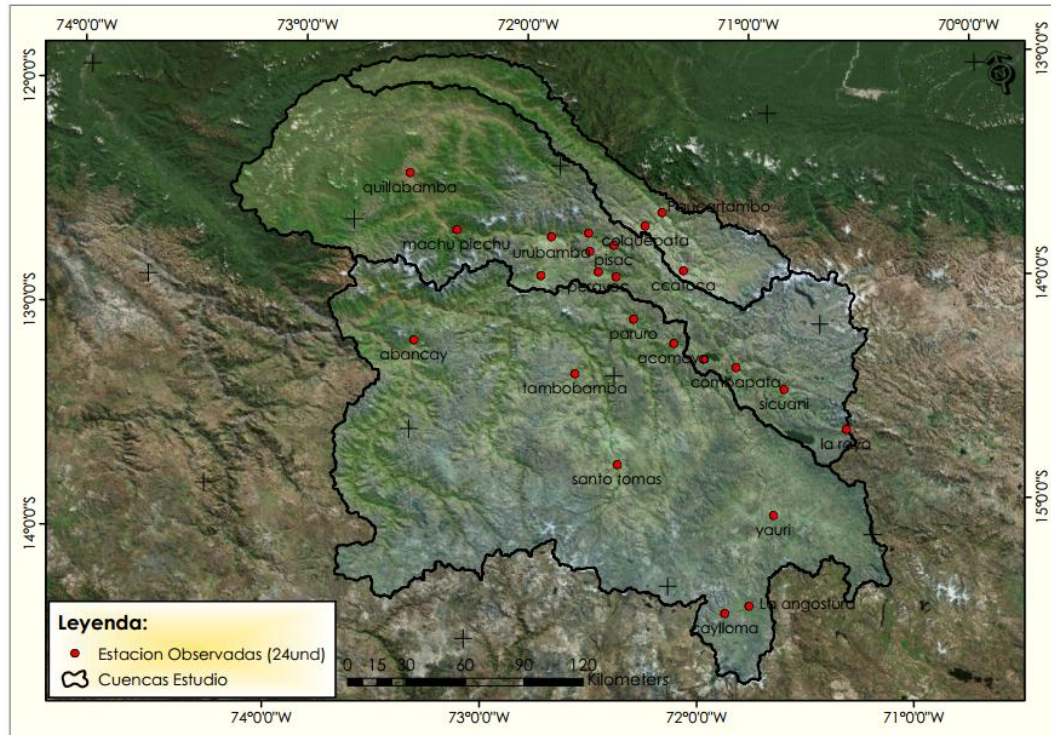 74°0'0"W 73°0'0"W 72°0'0"W 71°0'0"W 70°0'0"W
12°0'0"S
13°0'0"S
13°0'0"S
14°0'0"S
14°0'0"S
15°0'0"S
quillabamba
Paucartambo
machu picchu
colquepata
urubamba
pisac
ccatcca
paruro
abancay
acomayo
tambobamba
combapata
sicuani
la raya
santo tomas
yauri
La angostura
caylloma
Leyenda:
Estacion Observadas (24und)
Cuencas Estudio
0 15 30 60 90 120
Kilometers
74°0'0"W 73°0'0"W 72°0'0"W 71°0'0"W